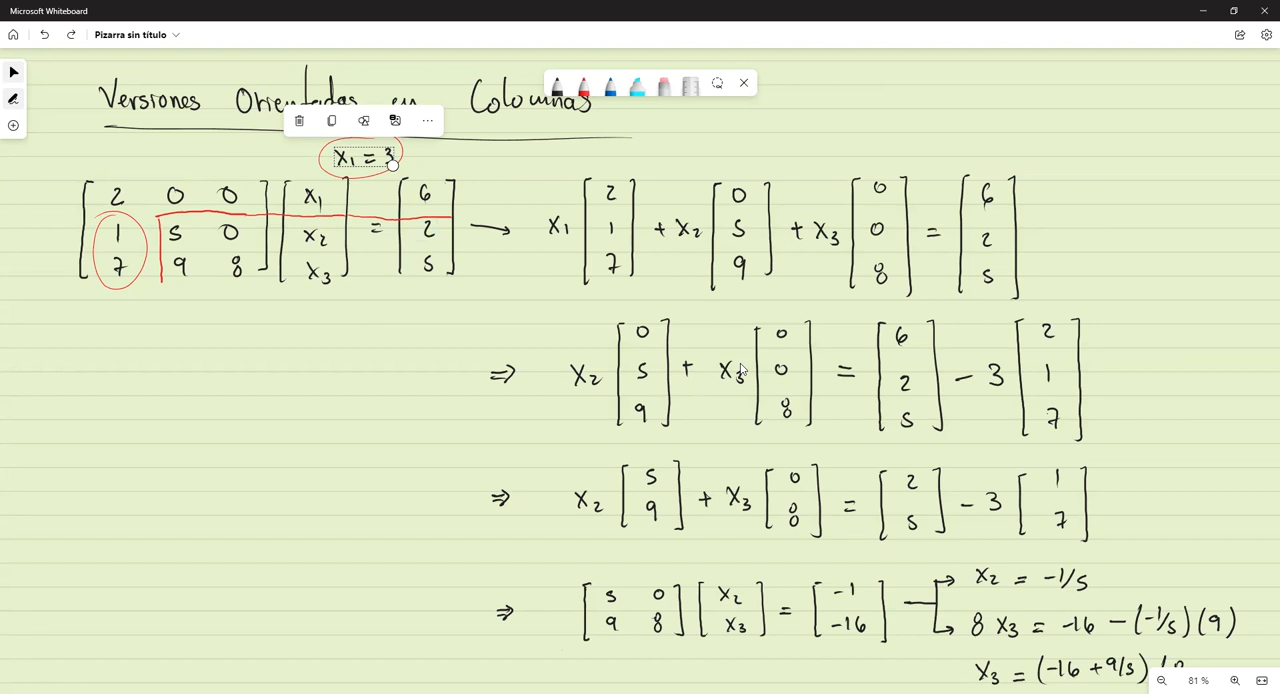 Microsoft Whiteboard
Pizarra sin título
Versiones Orientadas en Columnas
x₁ = 3
[2 0 0; 1 5 0; 7 9 8] [x₁; x₂; x₃] = [6; 2; 5] → x₁ [2; 1; 7] + x₂ [0; 5; 9] + x₃ [0; 0; 8] = [6; 2; 5]
⇒ x₂ [0; 5; 9] + x₃ [0; 0; 8] = [6; 2; 5] - 3 [2; 1; 7]
⇒ x₂ [5; 9] + x₃ [0; 8] = [2; 5] - 3 [1; 7]
⇒ [5 0; 9 8] [x₂; x₃] = [-1; -16]
x₂ = -1/5
8 x₃ = -16 - (-1/5)(9)
x₃ = (-16 + 9/5)
81 %